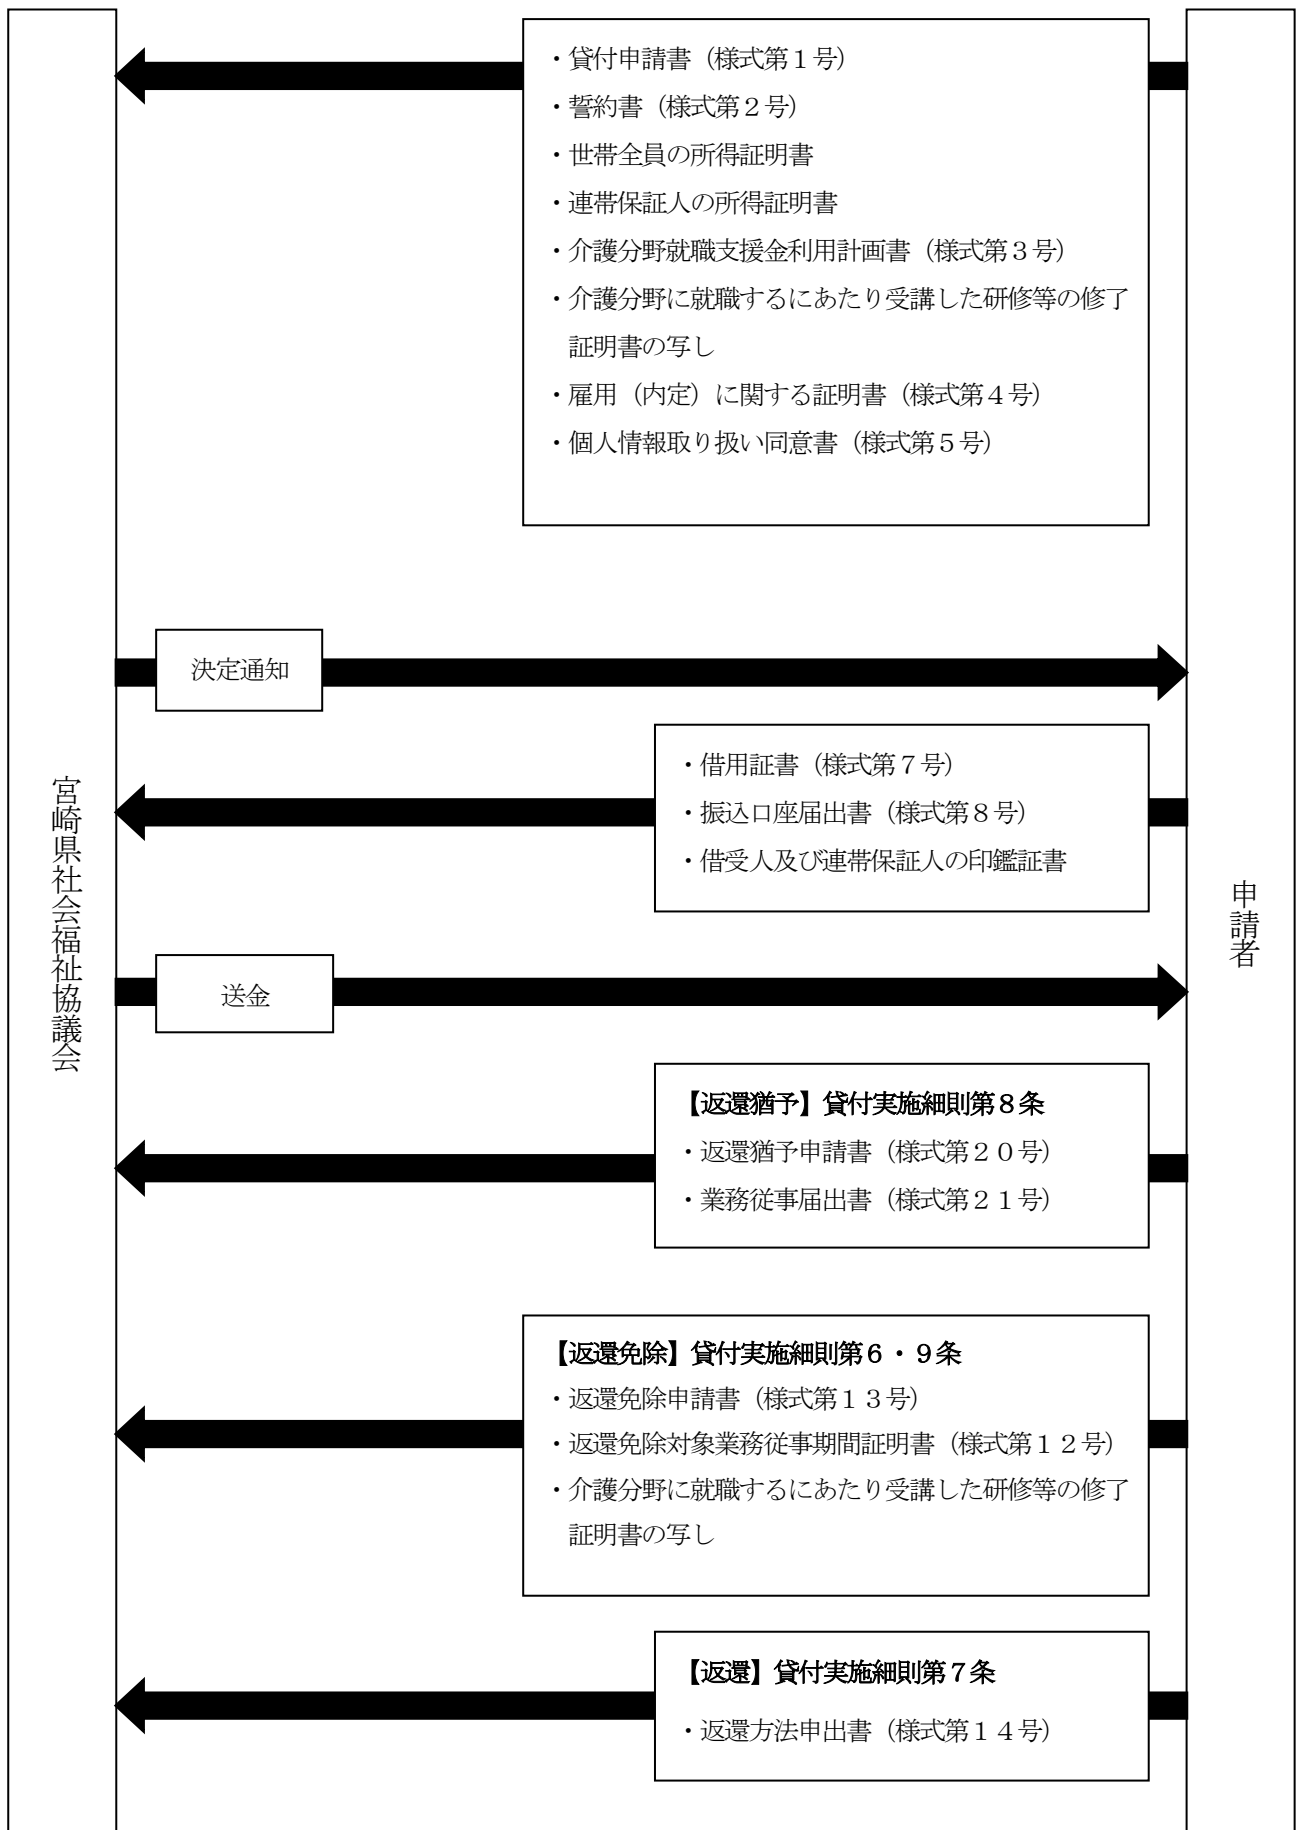 ・貸付申請書（様式第１号）
・誓約書（様式第２号）
・世帯全員の所得証明書
・連帯保証人の所得証明書
・介護分野就職支援金利用計画書（様式第３号）
・介護分野に就職するにあたり受講した研修等の修了
証明書の写し
・雇用（内定）に関する証明書（様式第４号）
・個人情報取り扱い同意書（様式第５号）
決定通知
・借用証書（様式第７号）
・振込口座届出書（様式第８号）
・借受人及び連帯保証人の印鑑証書
宮崎県社会福祉協議会
申請者
送金
【返還猶予】貸付実施細則第８条
・返還猶予申請書（様式第２０号）
・業務従事届出書（様式第２１号）
【返還免除】貸付実施細則第６・９条
・返還免除申請書（様式第１３号）
・返還免除対象業務従事期間証明書（様式第１２号）
・介護分野に就職するにあたり受講した研修等の修了
証明書の写し
【返還】貸付実施細則第７条
・返還方法申出書（様式第１４号）